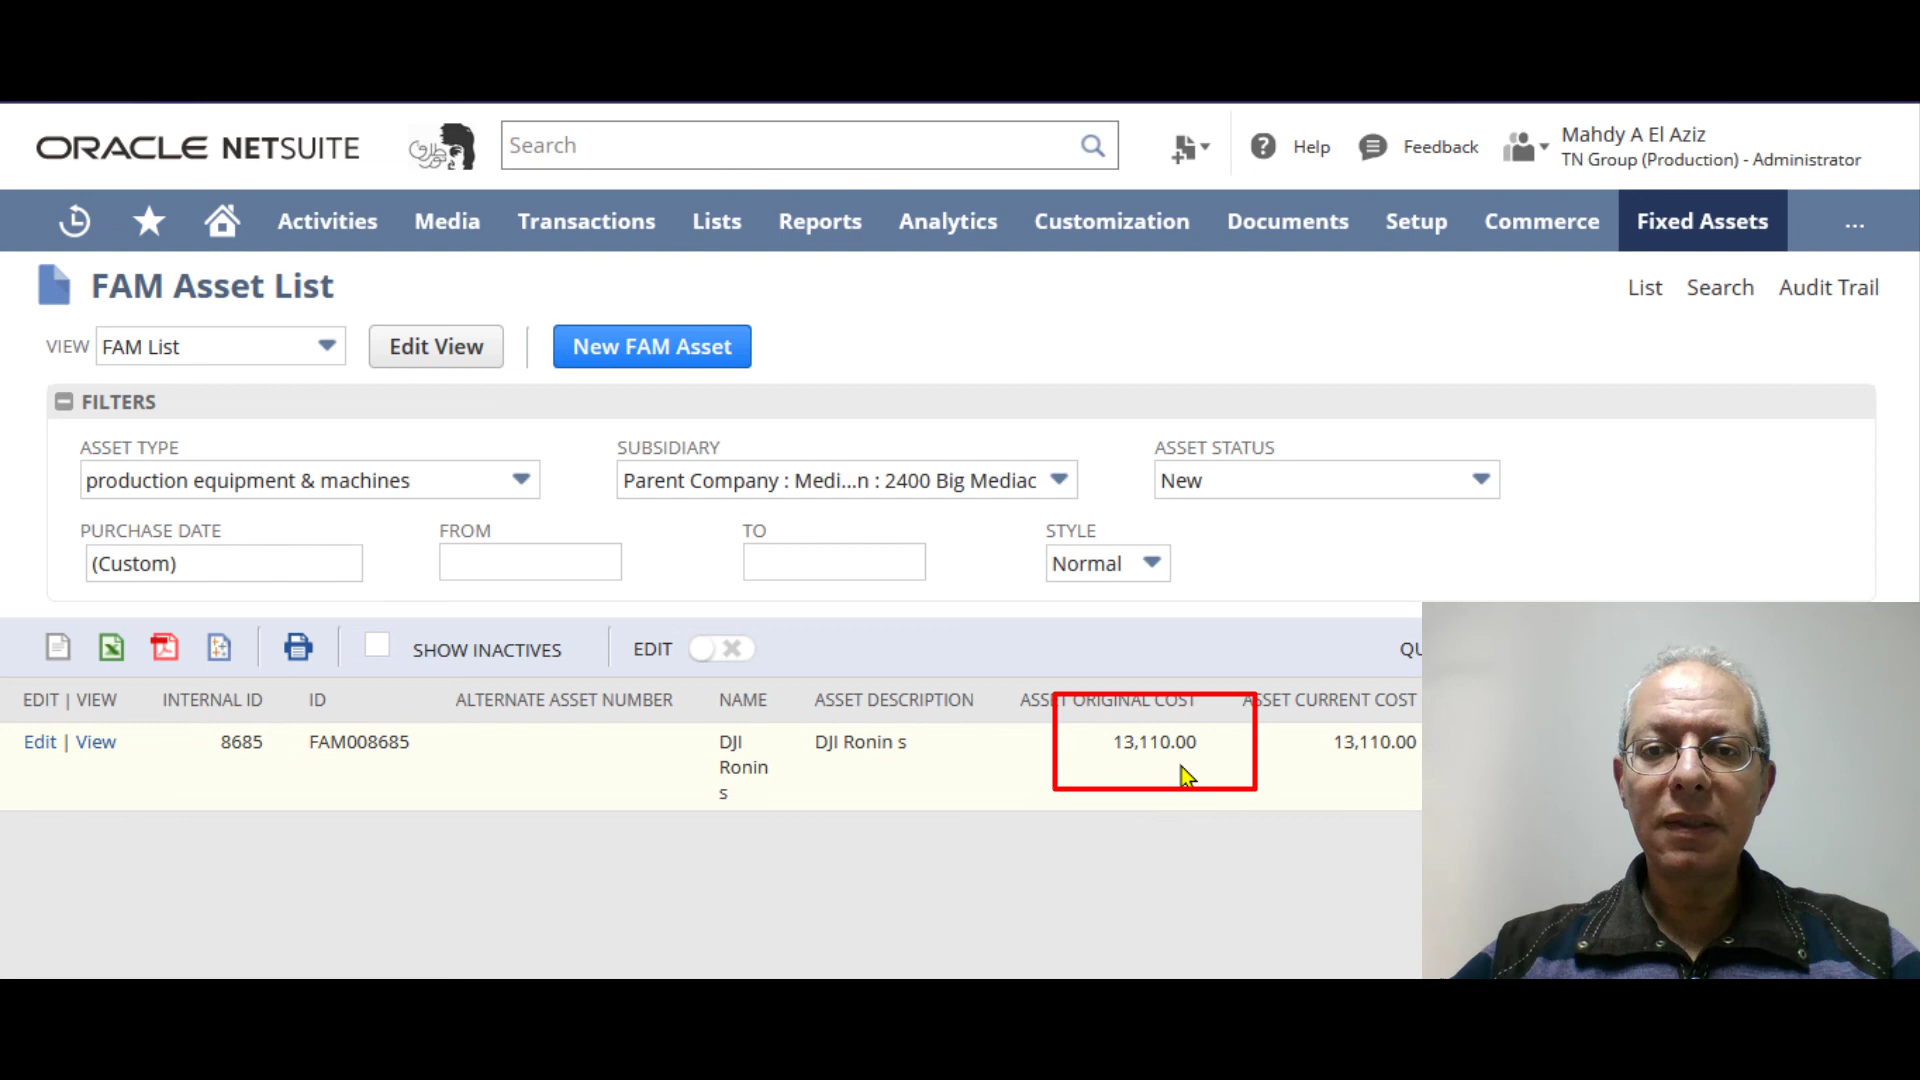 ORACLE NETSUITE
Search
Help
Feedback
Mahdy A El Aziz
TN Group (Production) - Administrator
Activities
Media
Transactions
Lists
Reports
Analytics
Customization
Documents
Setup
Commerce
Fixed Assets
...
FAM Asset List
List
Search
Audit Trail
VIEW
FAM List
Edit View
New FAM Asset
FILTERS
ASSET TYPE
SUBSIDIARY
ASSET STATUS
production equipment & machines
Parent Company : Medi...n : 2400 Big Mediac
New
PURCHASE DATE
FROM
TO
STYLE
(Custom)
Normal
SHOW INACTIVES
EDIT
QU
EDIT | VIEW
INTERNAL ID
ID
ALTERNATE ASSET NUMBER
NAME
ASSET DESCRIPTION
ASSET ORIGINAL COST
ASSET CURRENT COST
Edit | View
8685
FAM008685
DJI
Ronin
s
DJI Ronin s
13,110.00
13,110.00